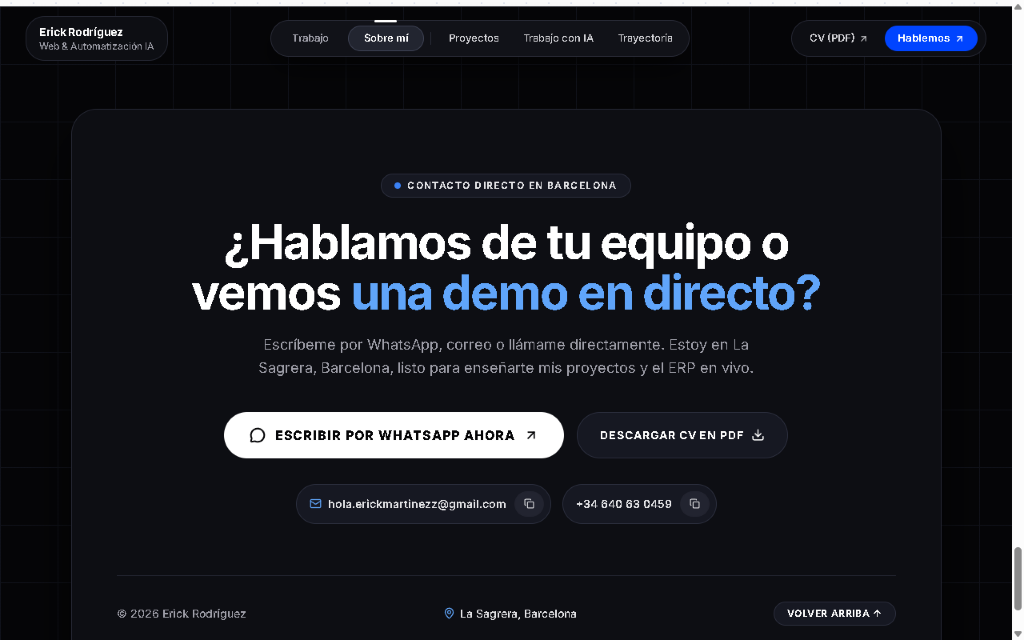 Erick Rodríguez
Web & Automatización IA
Trabajo
Sobre mí
Proyectos
Trabajo con IA
Trayectoria
CV (PDF) ↗
Hablemos ↗
CONTACTO DIRECTO EN BARCELONA
¿Hablamos de tu equipo o
vemos una demo en directo?
Escríbeme por WhatsApp, correo o llámame directamente. Estoy en La
Sagrera, Barcelona, listo para enseñarte mis proyectos y el ERP en vivo.
ESCRIBIR POR WHATSAPP AHORA ↗
DESCARGAR CV EN PDF
hola.erickmartinezz@gmail.com
+34 640 63 0459
© 2026 Erick Rodríguez
La Sagrera, Barcelona
VOLVER ARRIBA ↑